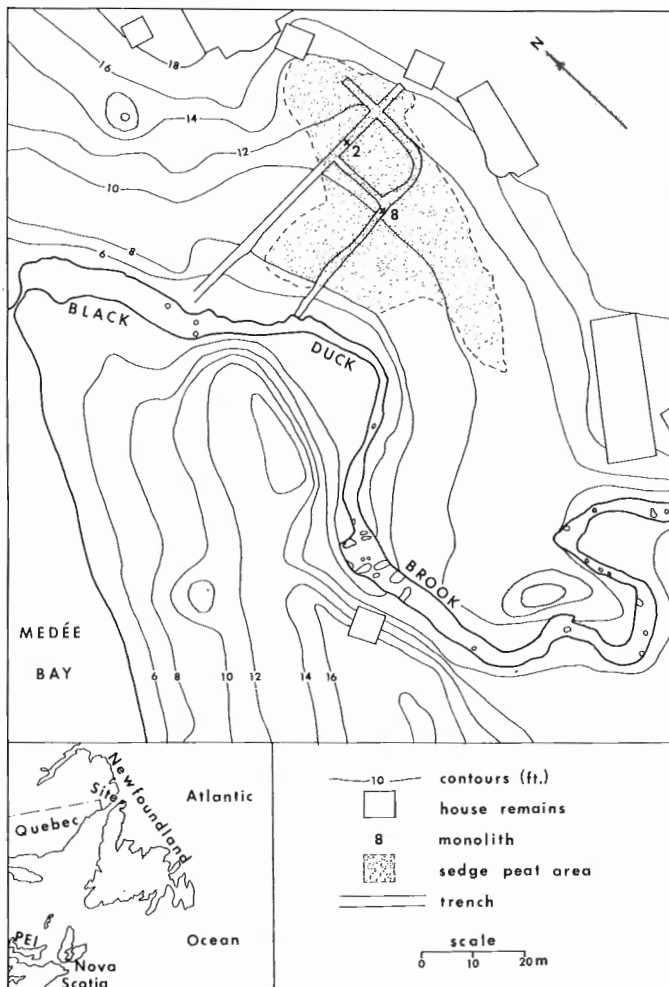 N
18
16
14
12
2
10
8
8
6
BLACK
DUCK
BROOK
MEDÉE
BAY
6
8
10
12
14
16
Newfoundland
Site
Atlantic
Quebec
Ocean
PEI
Nova
Scotia
10 contours (ft.)
house remains
8 monolith
sedge peat area
trench
scale
0 10 20m